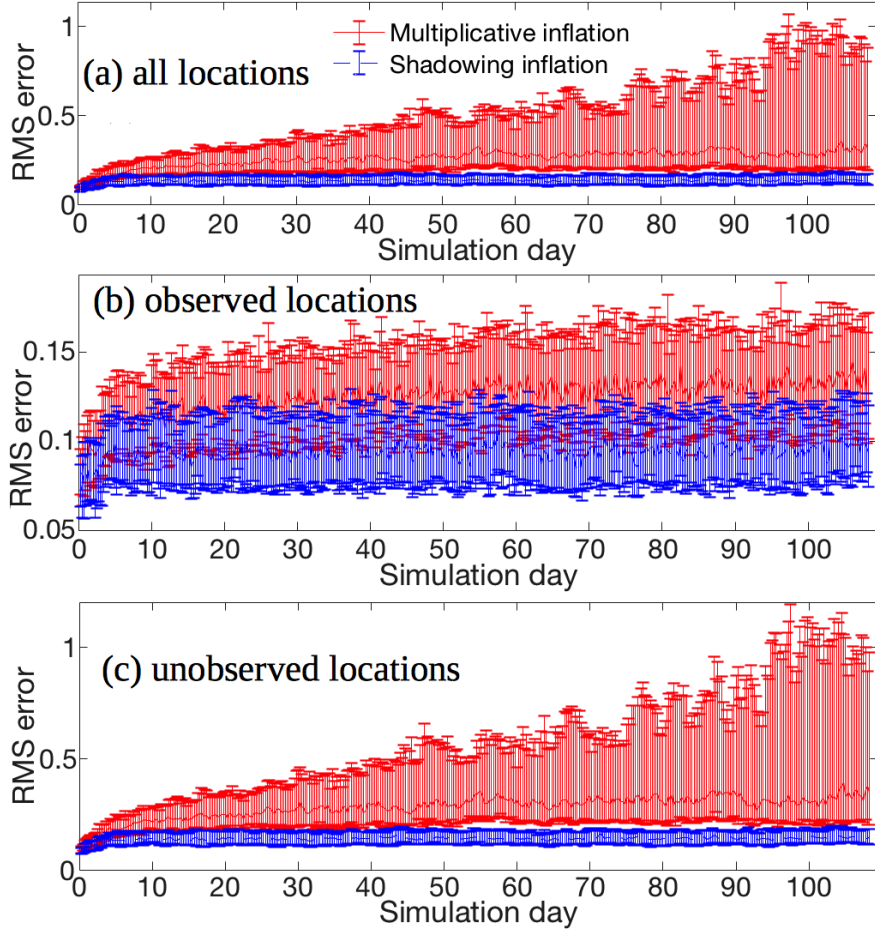 1
Multiplicative inflation
Shadowing inflation
(a) all locations
RMS error
0.5
0
0 10 20 30 40 50 60 70 80 90 100
Simulation day
(b) observed locations
RMS error
0.15
0.1
0.05
0 10 20 30 40 50 60 70 80 90 100
Simulation day
1
(c) unobserved locations
RMS error
0.5
0
0 10 20 30 40 50 60 70 80 90 100
Simulation day